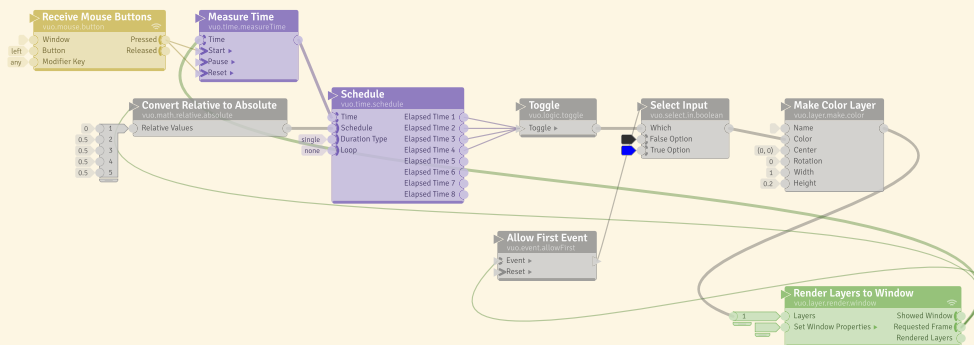 Receive Mouse Buttons
vuo.mouse.button
Window
Pressed
left
Button
Released
any
Modifier Key
Measure Time
vuo.time.measureTime
Time
Start
Pause
Reset
Convert Relative to Absolute
vuo.math.relative.absolute
Relative Values
0 1
0.5 2
0.5 3
0.5 4
0.5 5
Schedule
vuo.time.schedule
Time
Elapsed Time 1
Schedule
Elapsed Time 2
single
Duration Type
Elapsed Time 3
none
Loop
Elapsed Time 4
Elapsed Time 5
Elapsed Time 6
Elapsed Time 7
Elapsed Time 8
Toggle
vuo.logic.toggle
Toggle
Select Input
vuo.select.in.boolean
Which
False Option
True Option
Make Color Layer
vuo.layer.make.color
Name
Color
(0, 0)
Center
0
Rotation
1
Width
0.2
Height
Allow First Event
vuo.event.allowFirst
Event
Reset
Render Layers to Window
vuo.layer.render.window
1
Layers
Showed Window
Set Window Properties
Requested Frame
Rendered Layers